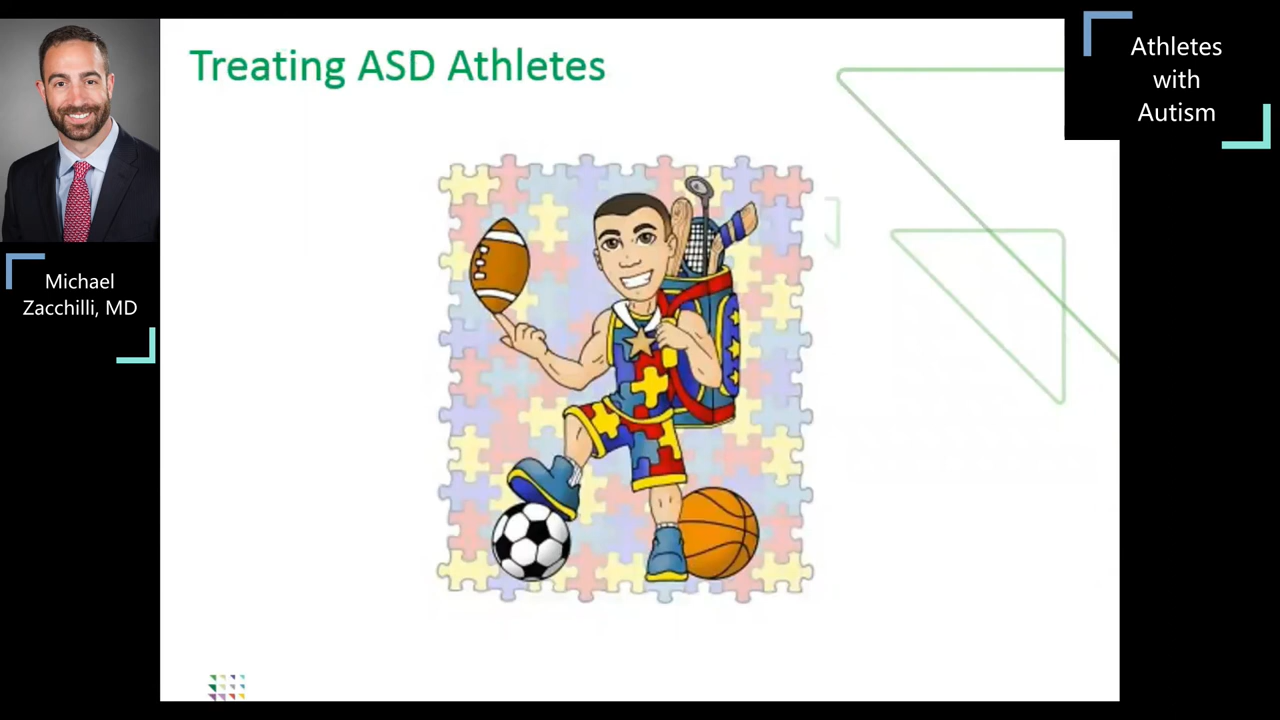 Treating ASD Athletes
Athletes
with
Autism
Michael
Zacchilli, MD